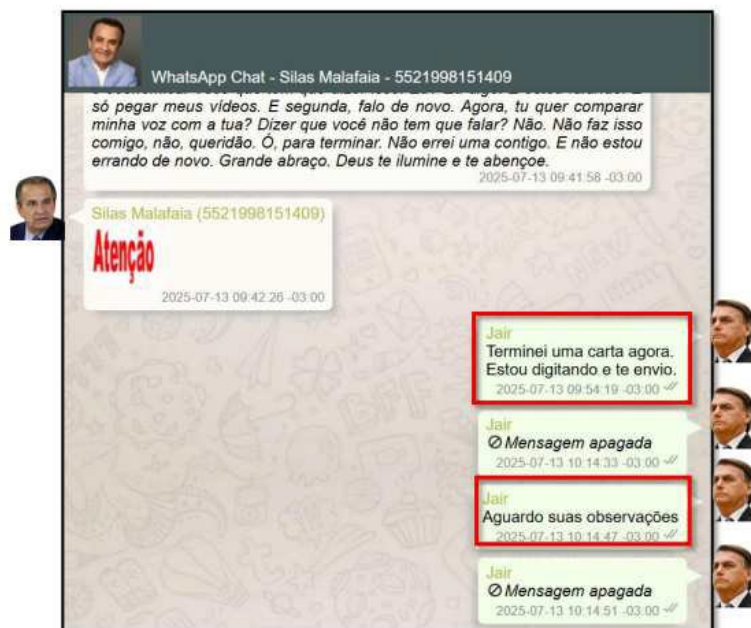 WhatsApp Chat - Silas Malafaia - 5521998151409
só pegar meus vídeos. E segunda, falo de novo. Agora, tu quer comparar
minha voz com a tua? Dizer que você não tem que falar? Não. Não faz isso
comigo, não, queridão. Ó, para terminar. Não errei uma contigo. E não estou
errando de novo. Grande abraço. Deus te ilumine e te abençoe.
2025-07-13 09:41:58 -03:00
Silas Malafaia (5521998151409)
Atenção
2025-07-13 09:42:26 -03:00
Jair
Terminei uma carta agora.
Estou digitando e te envio.
2025-07-13 09:54:19 -03:00
Jair
Mensagem apagada
2025-07-13 10:14:33 -03:00
Jair
Aguardo suas observações
2025-07-13 10:14:47 -03:00
Jair
Mensagem apagada
2025-07-13 10:14:51 -03:00